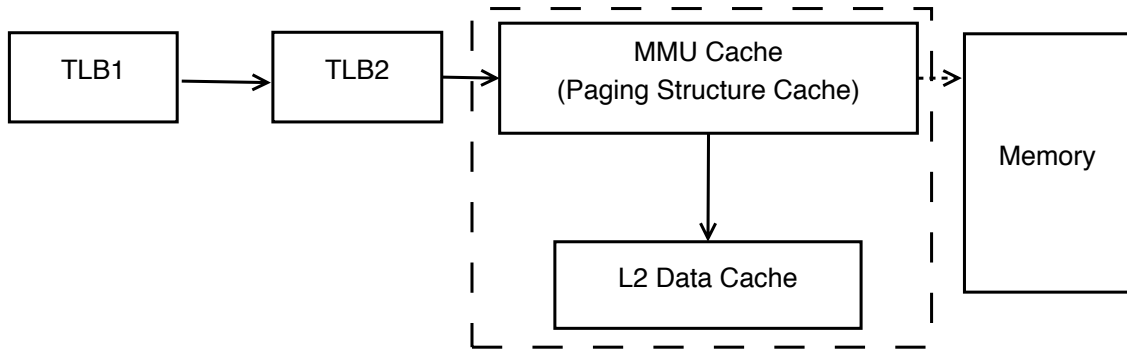 TLB1
TLB2
MMU Cache
(Paging Structure Cache)
Memory
L2 Data Cache